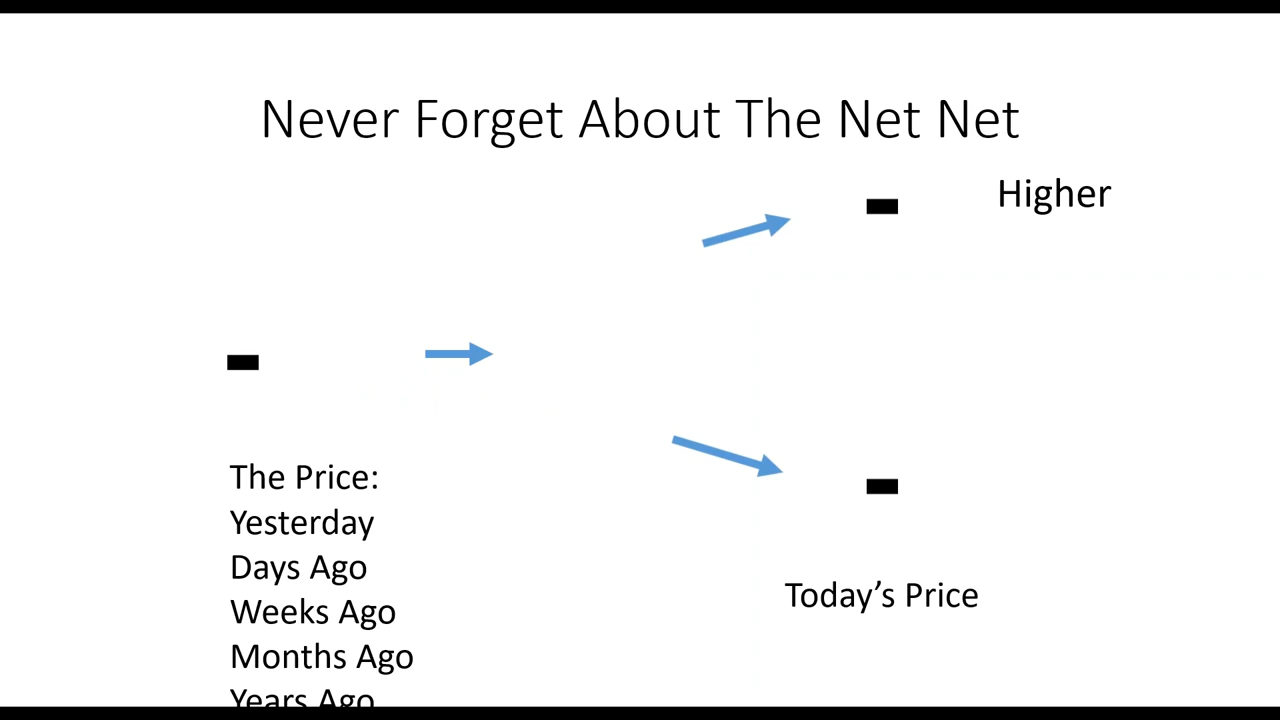 Never Forget About The Net Net
Higher
The Price:
Yesterday
Days Ago
Weeks Ago
Months Ago
Years Ago
Today’s Price